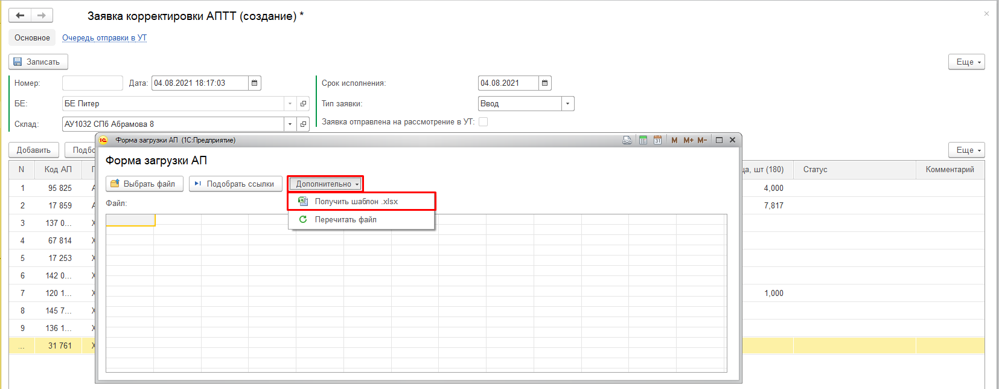 Заявка корректировки АПТТ (создание) *
Основное Очередь отправки в УТ
Записать Еще
Номер: Дата: 04.08.2021 18:17:03 Срок исполнения: 04.08.2021
БЕ: БЕ Питер Тип заявки: Ввод
Склад: АУ1032 СПб Абрамова 8 Заявка отправлена на рассмотрение в УТ:
1С Форма загрузки АП (1С:Предприятие) 31 M M+ M-
Добавить Подбо Еще
Форма загрузки АП
N Код АП ца, шт (180) Статус Комментарий
Выбрать файл Подобрать ссылки Дополнительно
1 95 825 4,000
Получить шаблон .xlsx
Файл:
2 17 859 7,817
Перечитать файл
3 137 0...
4 67 814
5 17 253
6 142 0...
7 120 1... 1,000
8 145 7...
9 136 1...
... 31 761